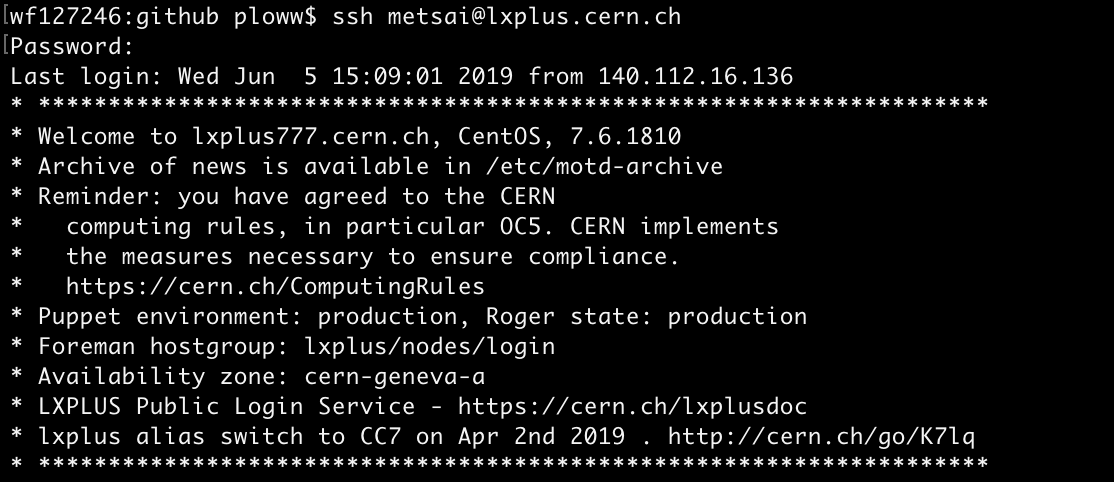 wf127246:github ploww$ ssh metsai@lxplus.cern.ch
Password:
Last login: Wed Jun  5 15:09:01 2019 from 140.112.16.136
* ********************************************************************
* Welcome to lxplus777.cern.ch, CentOS, 7.6.1810
* Archive of news is available in /etc/motd-archive
* Reminder: you have agreed to the CERN
*   computing rules, in particular OC5. CERN implements
*   the measures necessary to ensure compliance.
*   https://cern.ch/ComputingRules
* Puppet environment: production, Roger state: production
* Foreman hostgroup: lxplus/nodes/login
* Availability zone: cern-geneva-a
* LXPLUS Public Login Service - https://cern.ch/lxplusdoc
* lxplus alias switch to CC7 on Apr 2nd 2019 . http://cern.ch/go/K7lq
* ********************************************************************